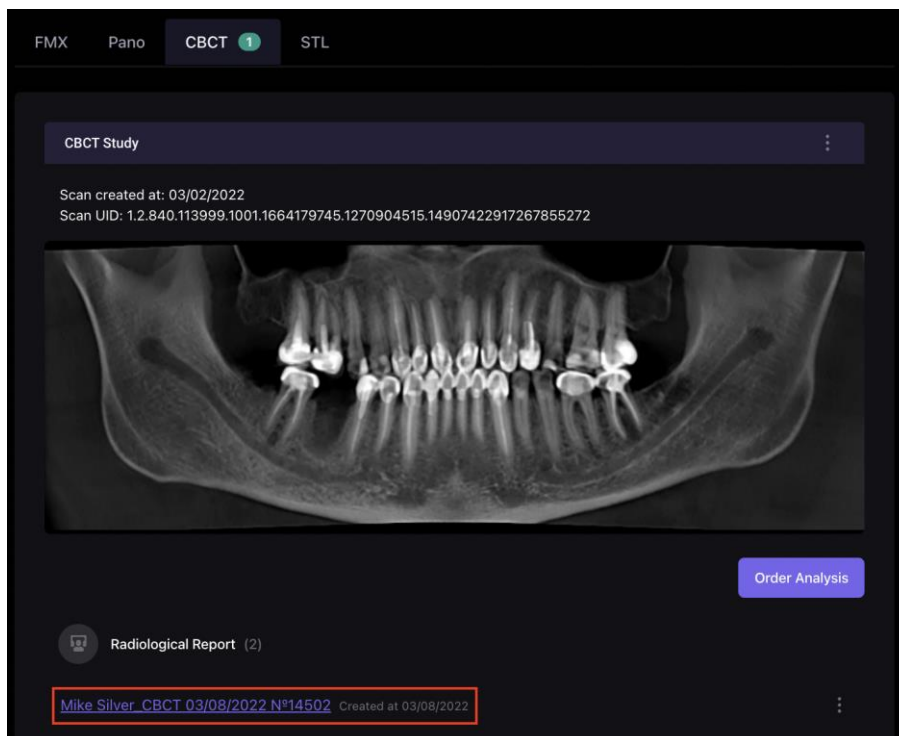 FMX Pano CBCT 1 STL
CBCT Study
Scan created at: 03/02/2022
Scan UID: 1.2.840.113999.1001.1664179745.1270904515.14907422917267855272
Order Analysis
Radiological Report (2)
Mike Silver_CBCT 03/08/2022 Nº14502 Created at 03/08/2022